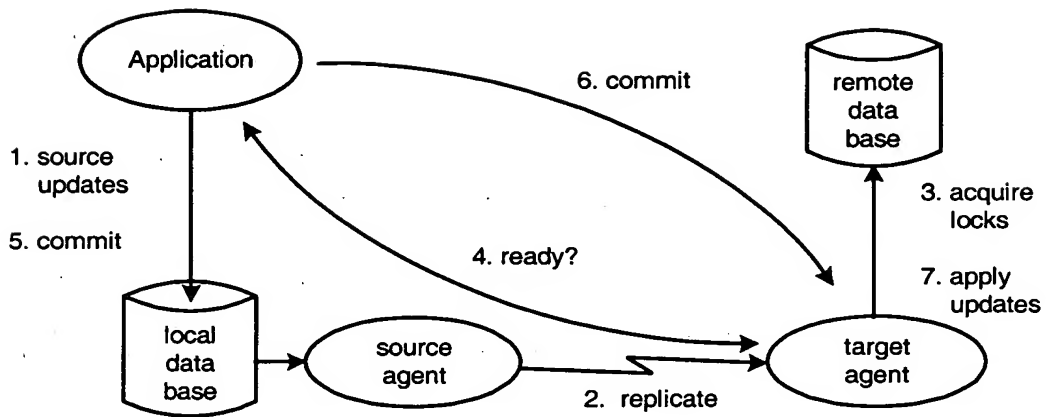 Application
6. commit
remote
data
base
1. source
updates
3. acquire
locks
5. commit
4. ready?
7. apply
updates
local
data
base
source
agent
target
agent
2. replicate